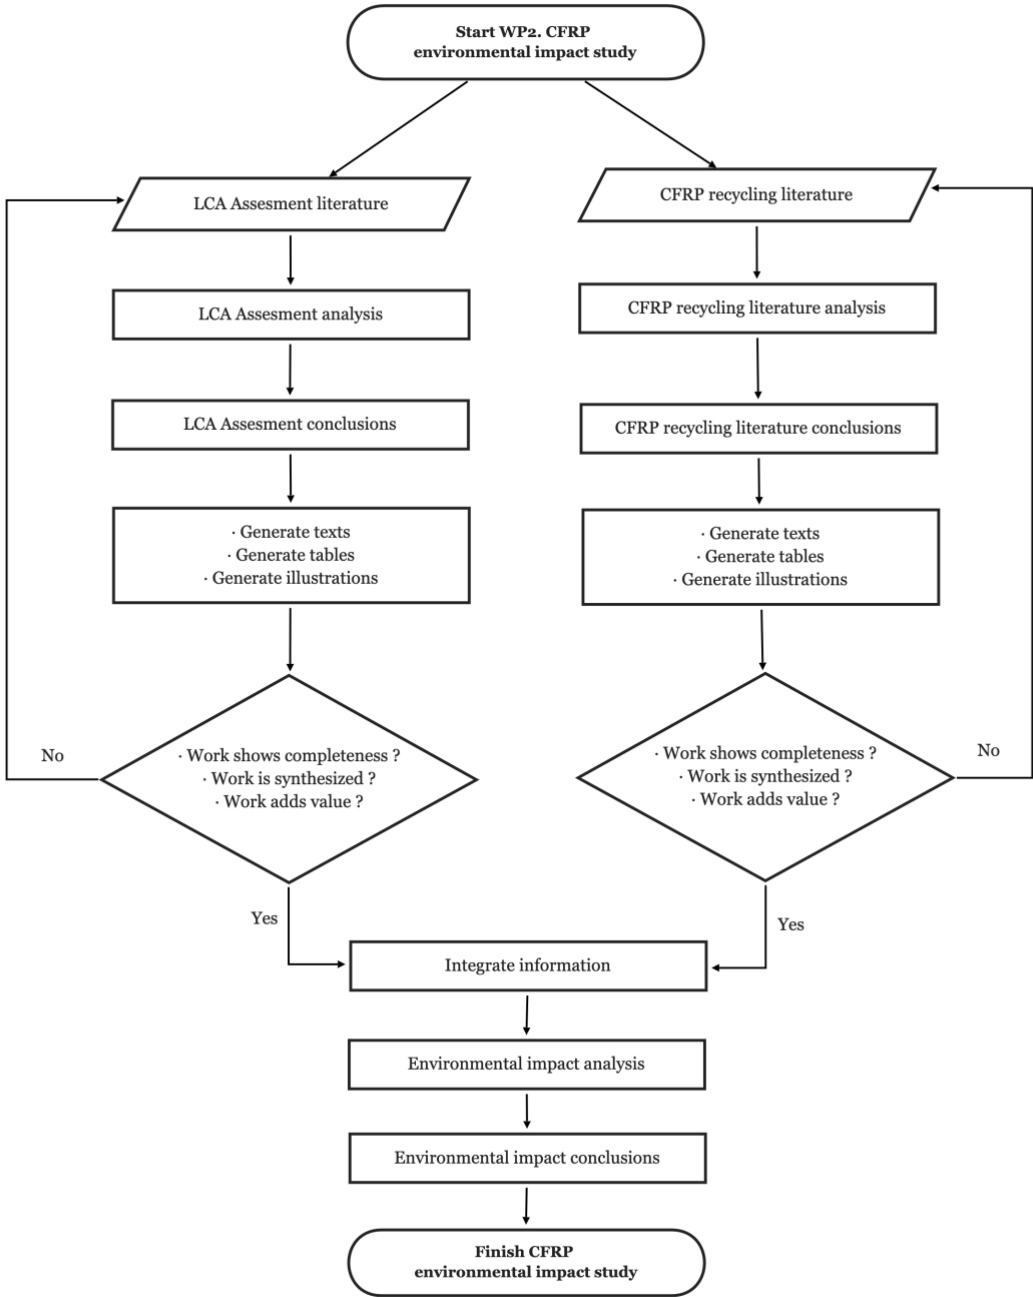 Start WP2. CFRP
environmental impact study
LCA Assesment literature
CFRP recycling literature
LCA Assesment analysis
CFRP recycling literature analysis
LCA Assesment conclusions
CFRP recycling literature conclusions
· Generate texts
· Generate tables
· Generate illustrations
· Generate texts
· Generate tables
· Generate illustrations
No
· Work shows completeness ?
· Work is synthesized ?
· Work adds value ?
· Work shows completeness ?
· Work is synthesized ?
· Work adds value ?
No
Yes
Yes
Integrate information
Environmental impact analysis
Environmental impact conclusions
Finish CFRP
environmental impact study